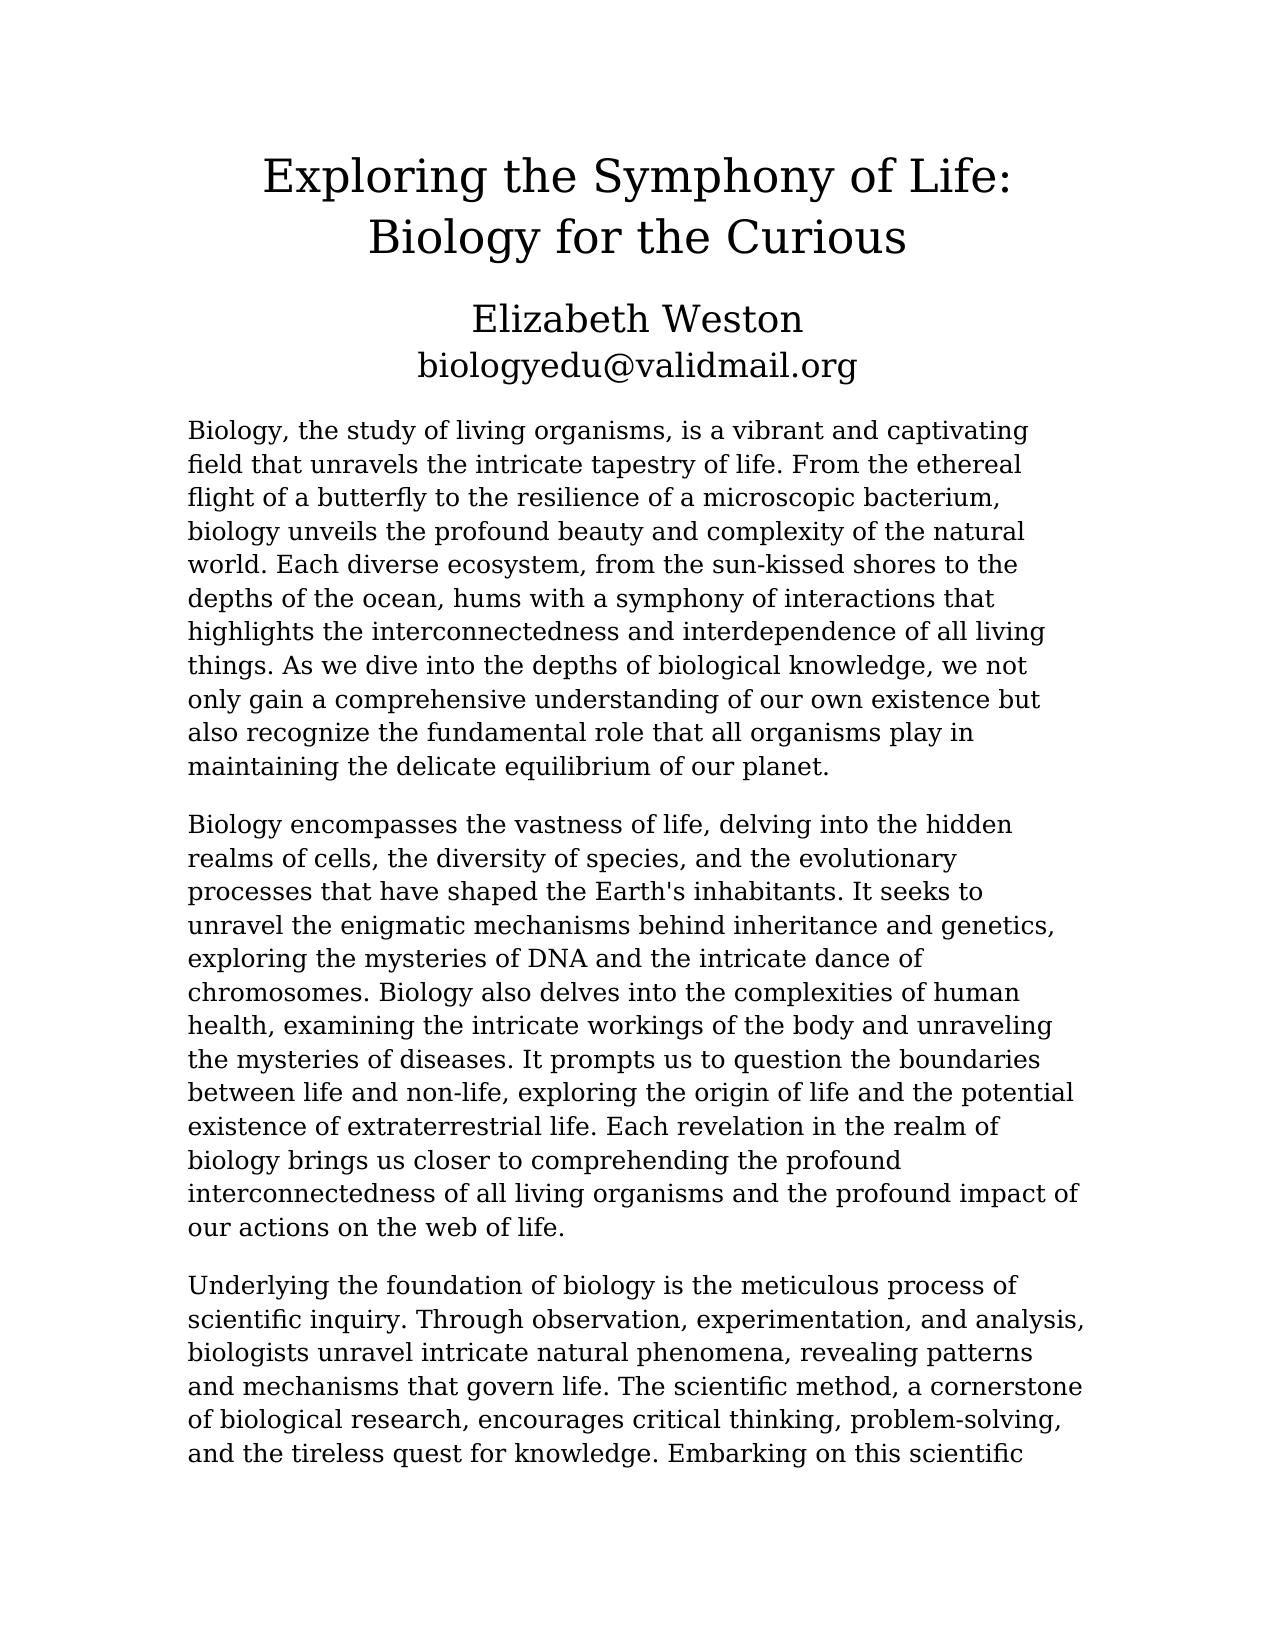 Exploring the Symphony of Life:
Biology for the Curious
Elizabeth Weston
biologyedu@validmail.org
Biology, the study of living organisms, is a vibrant and captivating
field that unravels the intricate tapestry of life. From the ethereal
flight of a butterfly to the resilience of a microscopic bacterium,
biology unveils the profound beauty and complexity of the natural
world. Each diverse ecosystem, from the sun-kissed shores to the
depths of the ocean, hums with a symphony of interactions that
highlights the interconnectedness and interdependence of all living
things. As we dive into the depths of biological knowledge, we not
only gain a comprehensive understanding of our own existence but
also recognize the fundamental role that all organisms play in
maintaining the delicate equilibrium of our planet.
Biology encompasses the vastness of life, delving into the hidden
realms of cells, the diversity of species, and the evolutionary
processes that have shaped the Earth's inhabitants. It seeks to
unravel the enigmatic mechanisms behind inheritance and genetics,
exploring the mysteries of DNA and the intricate dance of
chromosomes. Biology also delves into the complexities of human
health, examining the intricate workings of the body and unraveling
the mysteries of diseases. It prompts us to question the boundaries
between life and non-life, exploring the origin of life and the potential
existence of extraterrestrial life. Each revelation in the realm of
biology brings us closer to comprehending the profound
interconnectedness of all living organisms and the profound impact of
our actions on the web of life.
Underlying the foundation of biology is the meticulous process of
scientific inquiry. Through observation, experimentation, and analysis,
biologists unravel intricate natural phenomena, revealing patterns
and mechanisms that govern life. The scientific method, a cornerstone
of biological research, encourages critical thinking, problem-solving,
and the tireless quest for knowledge. Embarking on this scientific